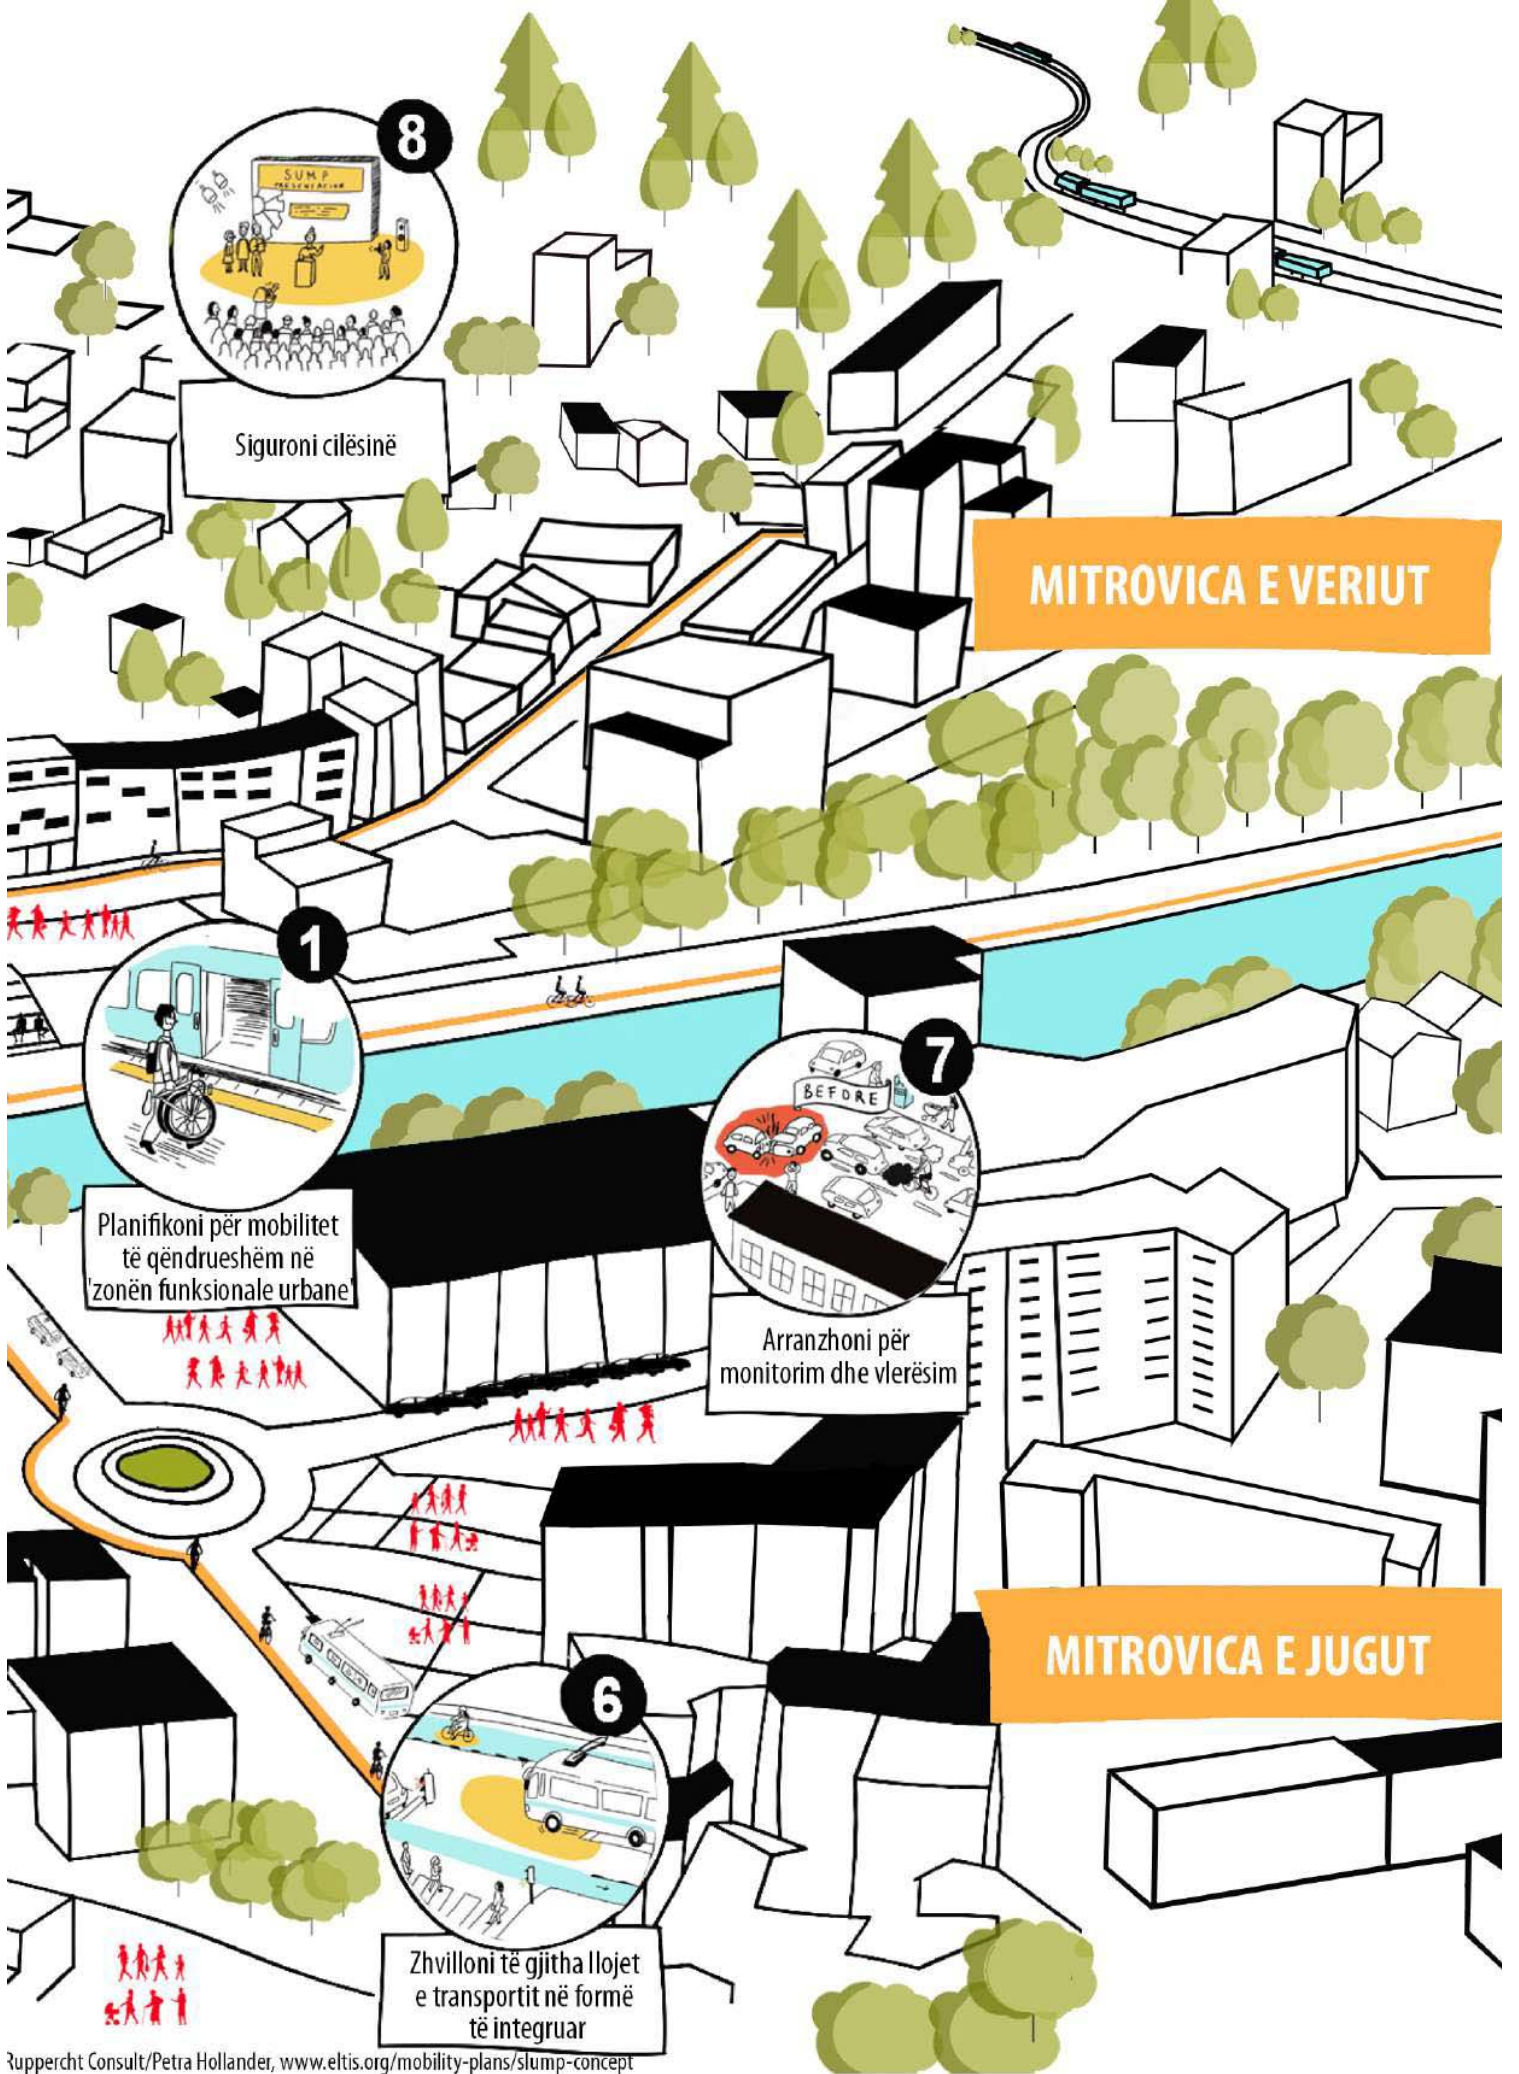 8
SUMP
PRESENTATION
Siguroni cilësinë
MITROVICA E VERIUT
1
Planifikoni për mobilitet
të qëndrueshëm në
'zonën funksionale urbane'
7
BEFORE
Arranzhoni për
monitorim dhe vlerësim
MITROVICA E JUGUT
6
Zhvilloni të gjitha llojet
e transportit në formë
të integruar
Ruppercht Consult/Petra Hollander, www.eltis.org/mobility-plans/slump-concept